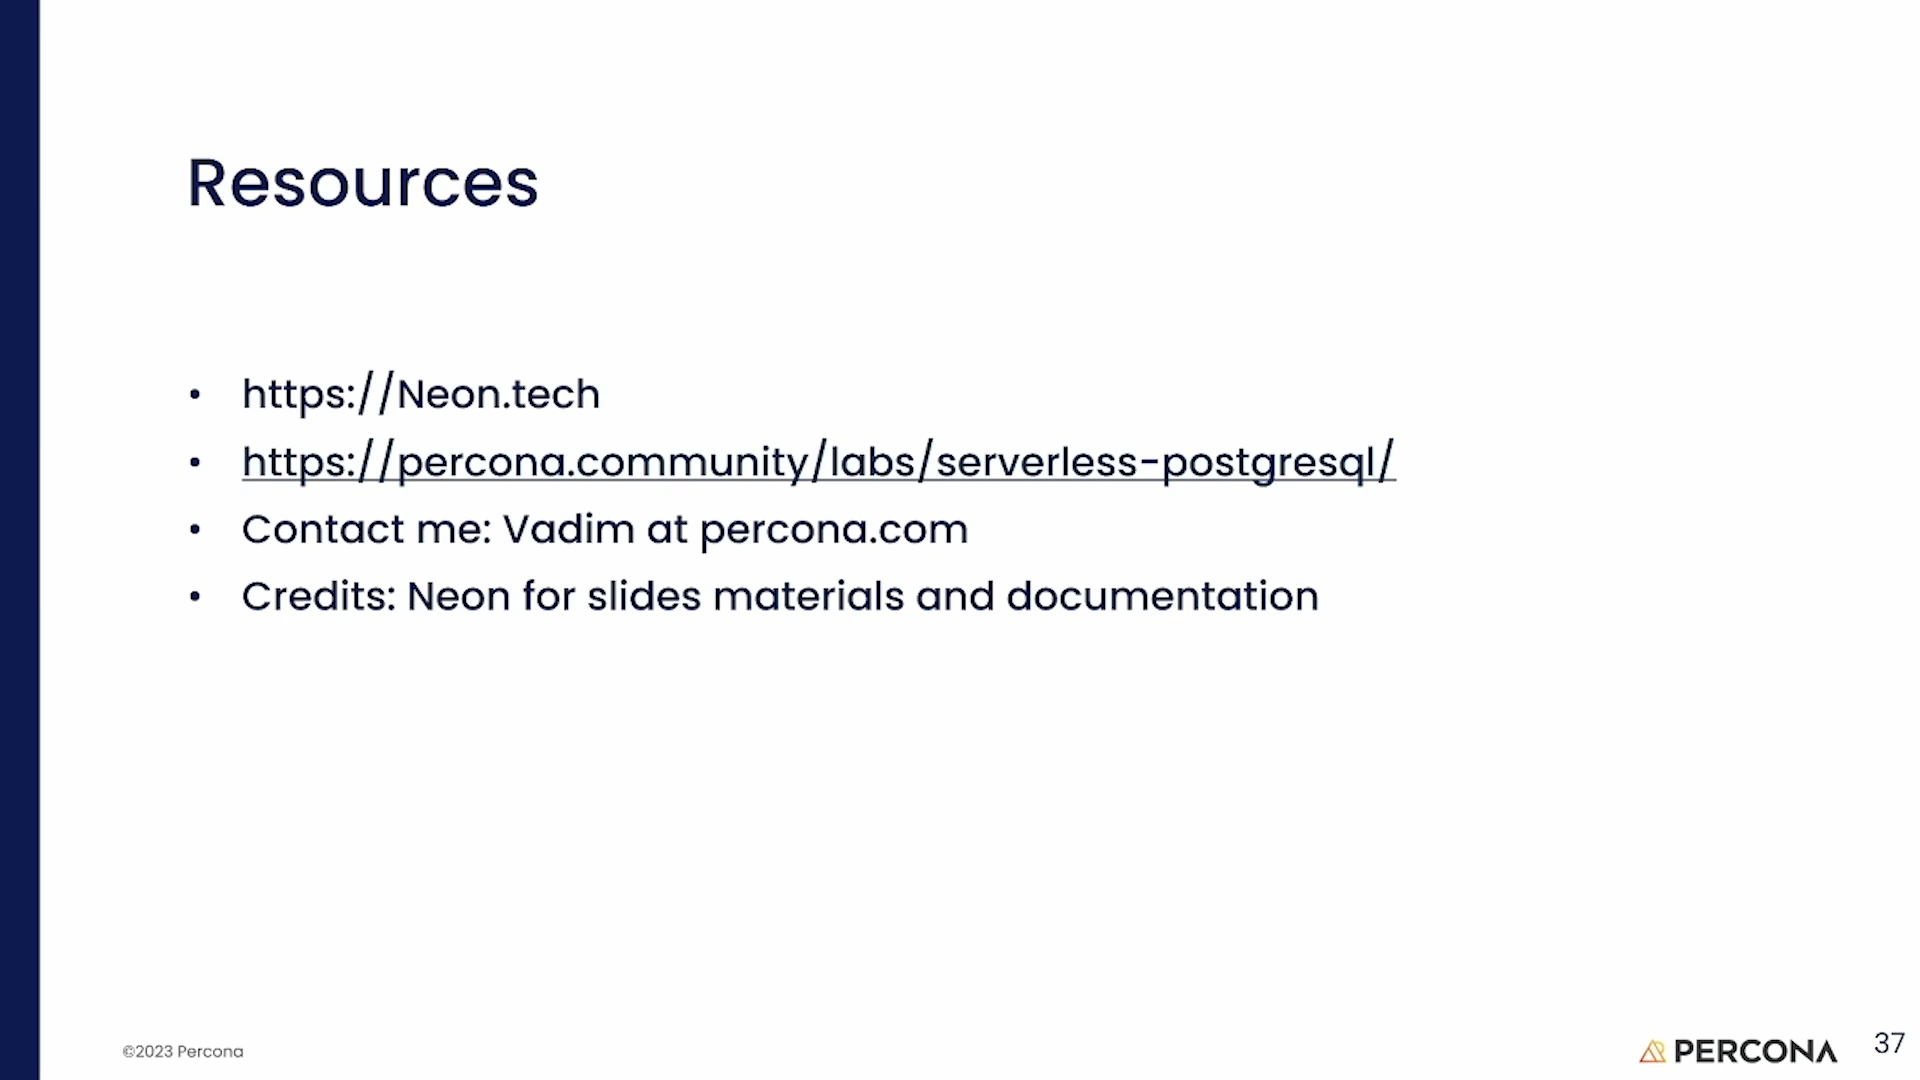 Resources
• https://Neon.tech
• https://percona.community/labs/serverless-postgresql/
• Contact me: Vadim at percona.com
• Credits: Neon for slides materials and documentation
©2023 Percona
PERCONA
37